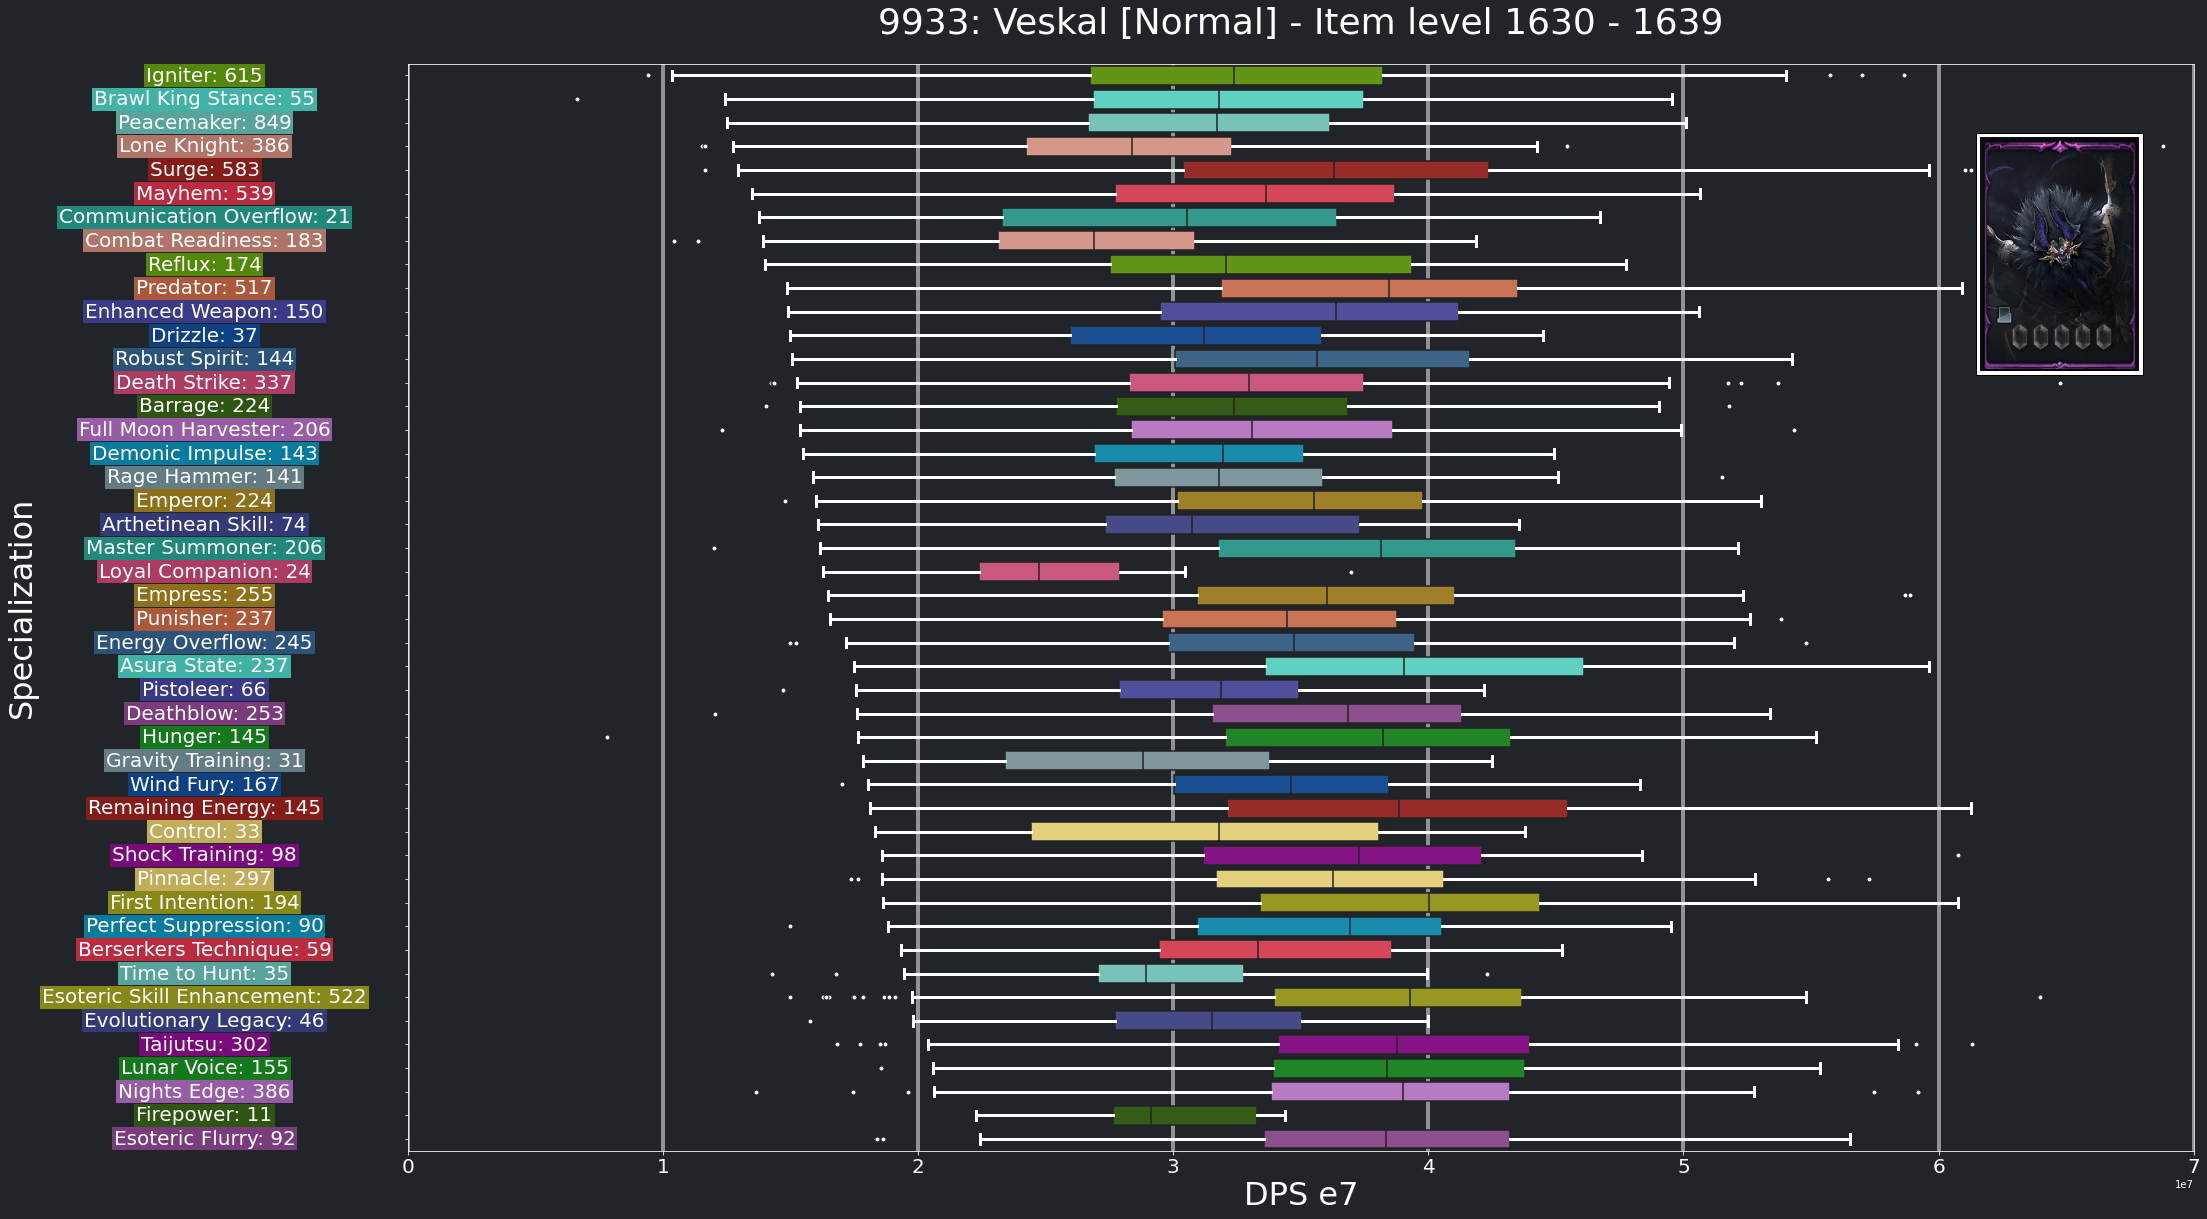 9933: Veskal [Normal] - Item level 1630 - 1639
Specialization
Igniter: 615
Brawl King Stance: 55
Peacemaker: 849
Lone Knight: 386
Surge: 583
Mayhem: 539
Communication Overflow: 21
Combat Readiness: 183
Reflux: 174
Predator: 517
Enhanced Weapon: 150
Drizzle: 37
Robust Spirit: 144
Death Strike: 337
Barrage: 224
Full Moon Harvester: 206
Demonic Impulse: 143
Rage Hammer: 141
Emperor: 224
Arthetinean Skill: 74
Master Summoner: 206
Loyal Companion: 24
Empress: 255
Punisher: 237
Energy Overflow: 245
Asura State: 237
Pistoleer: 66
Deathblow: 253
Hunger: 145
Gravity Training: 31
Wind Fury: 167
Remaining Energy: 145
Control: 33
Shock Training: 98
Pinnacle: 297
First Intention: 194
Perfect Suppression: 90
Berserkers Technique: 59
Time to Hunt: 35
Esoteric Skill Enhancement: 522
Evolutionary Legacy: 46
Taijutsu: 302
Lunar Voice: 155
Nights Edge: 386
Firepower: 11
Esoteric Flurry: 92
0 1 2 3 4 5 6 7
1e7
DPS e7